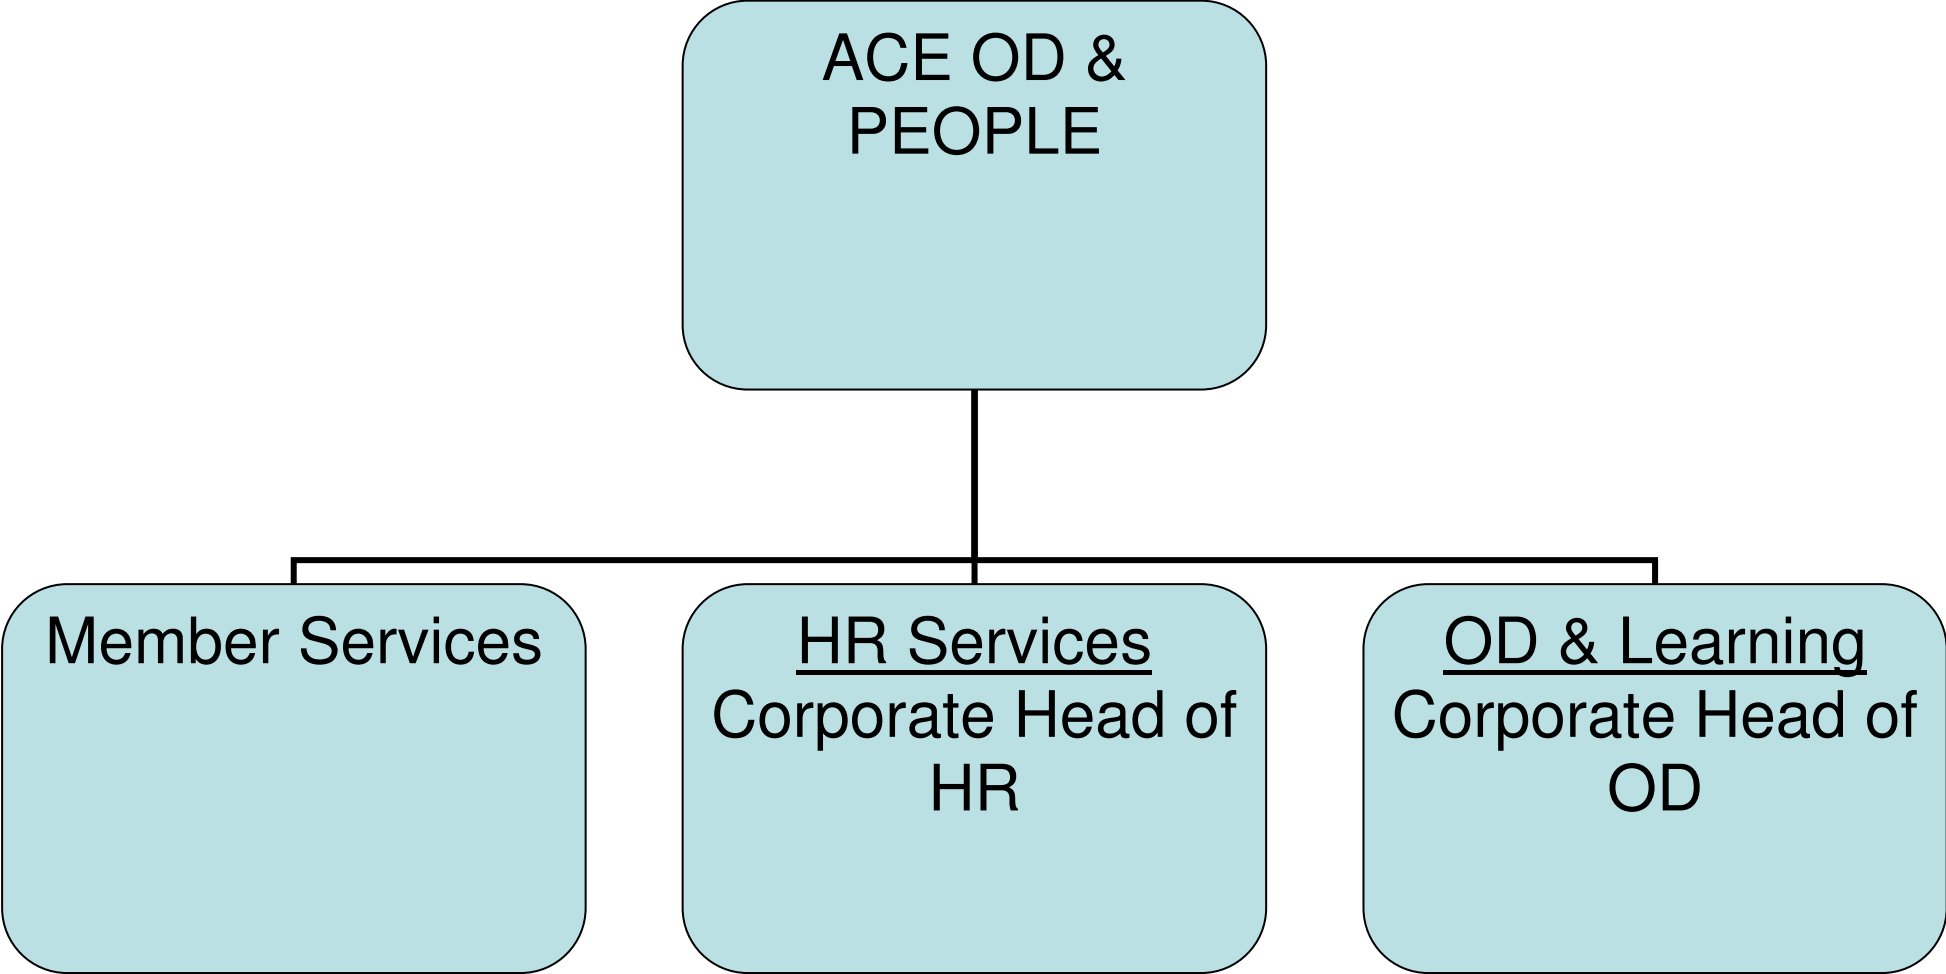 ACE OD &
PEOPLE
Member Services
HR Services
Corporate Head of
HR
OD & Learning
Corporate Head of
OD